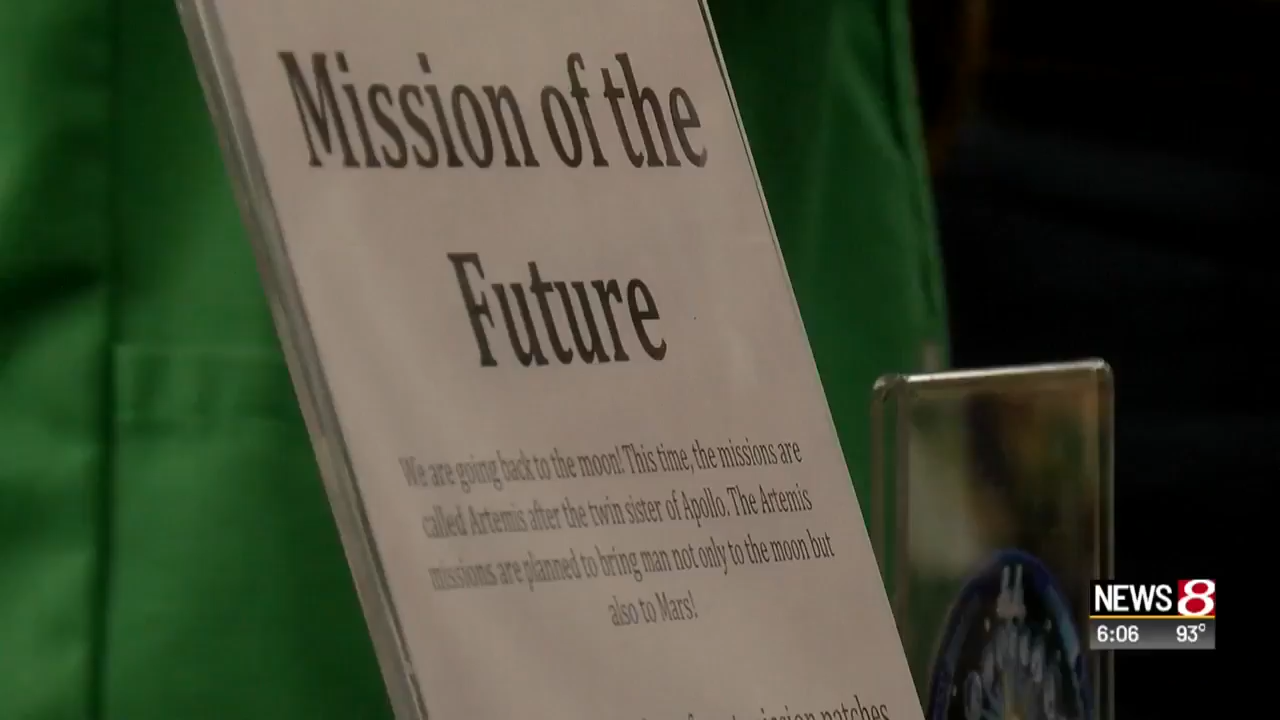 Mission of the
Future
We are going back to the moon! This time, the missions are
called Artemis after the twin sister of Apollo. The Artemis
missions are planned to bring man not only to the moon but
also to Mars!
mission patches
NEWS 8
6:06 93°